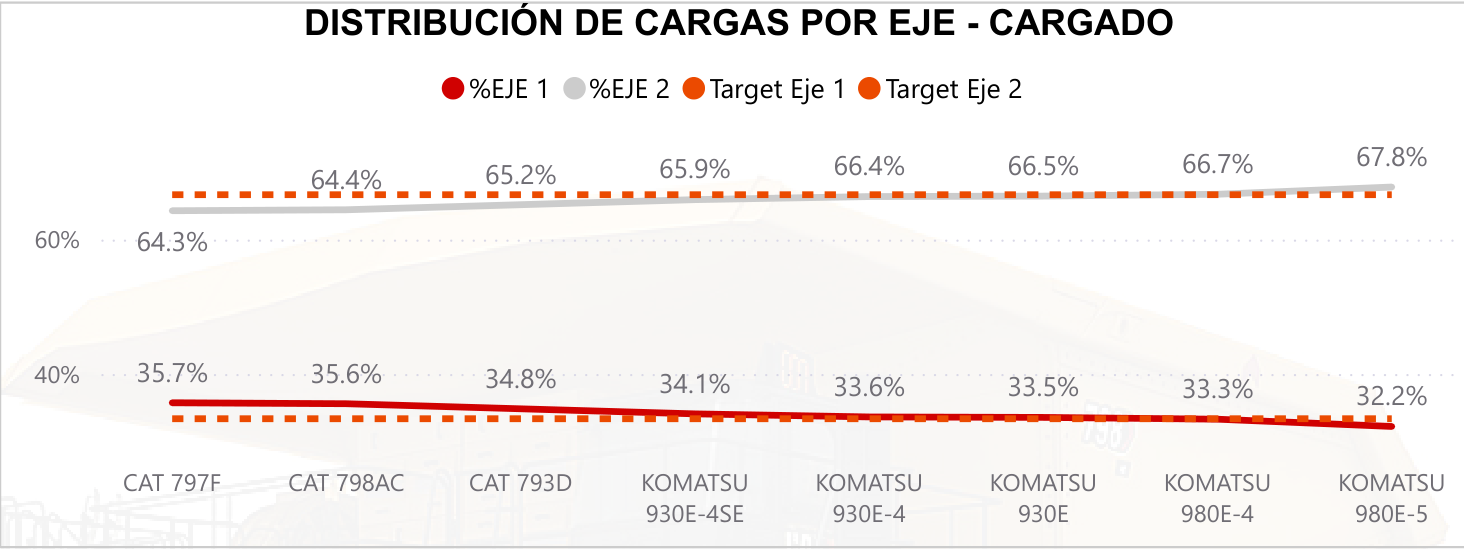 DISTRIBUCIÓN DE CARGAS POR EJE - CARGADO
%EJE 1 %EJE 2 Target Eje 1 Target Eje 2
64.3% 64.4% 65.2% 65.9% 66.4% 66.5% 66.7% 67.8%
60%
40%
35.7% 35.6% 34.8% 34.1% 33.6% 33.5% 33.3% 32.2%
CAT 797F CAT 798AC CAT 793D KOMATSU KOMATSU KOMATSU KOMATSU KOMATSU
930E-4SE 930E-4 930E 980E-4 980E-5